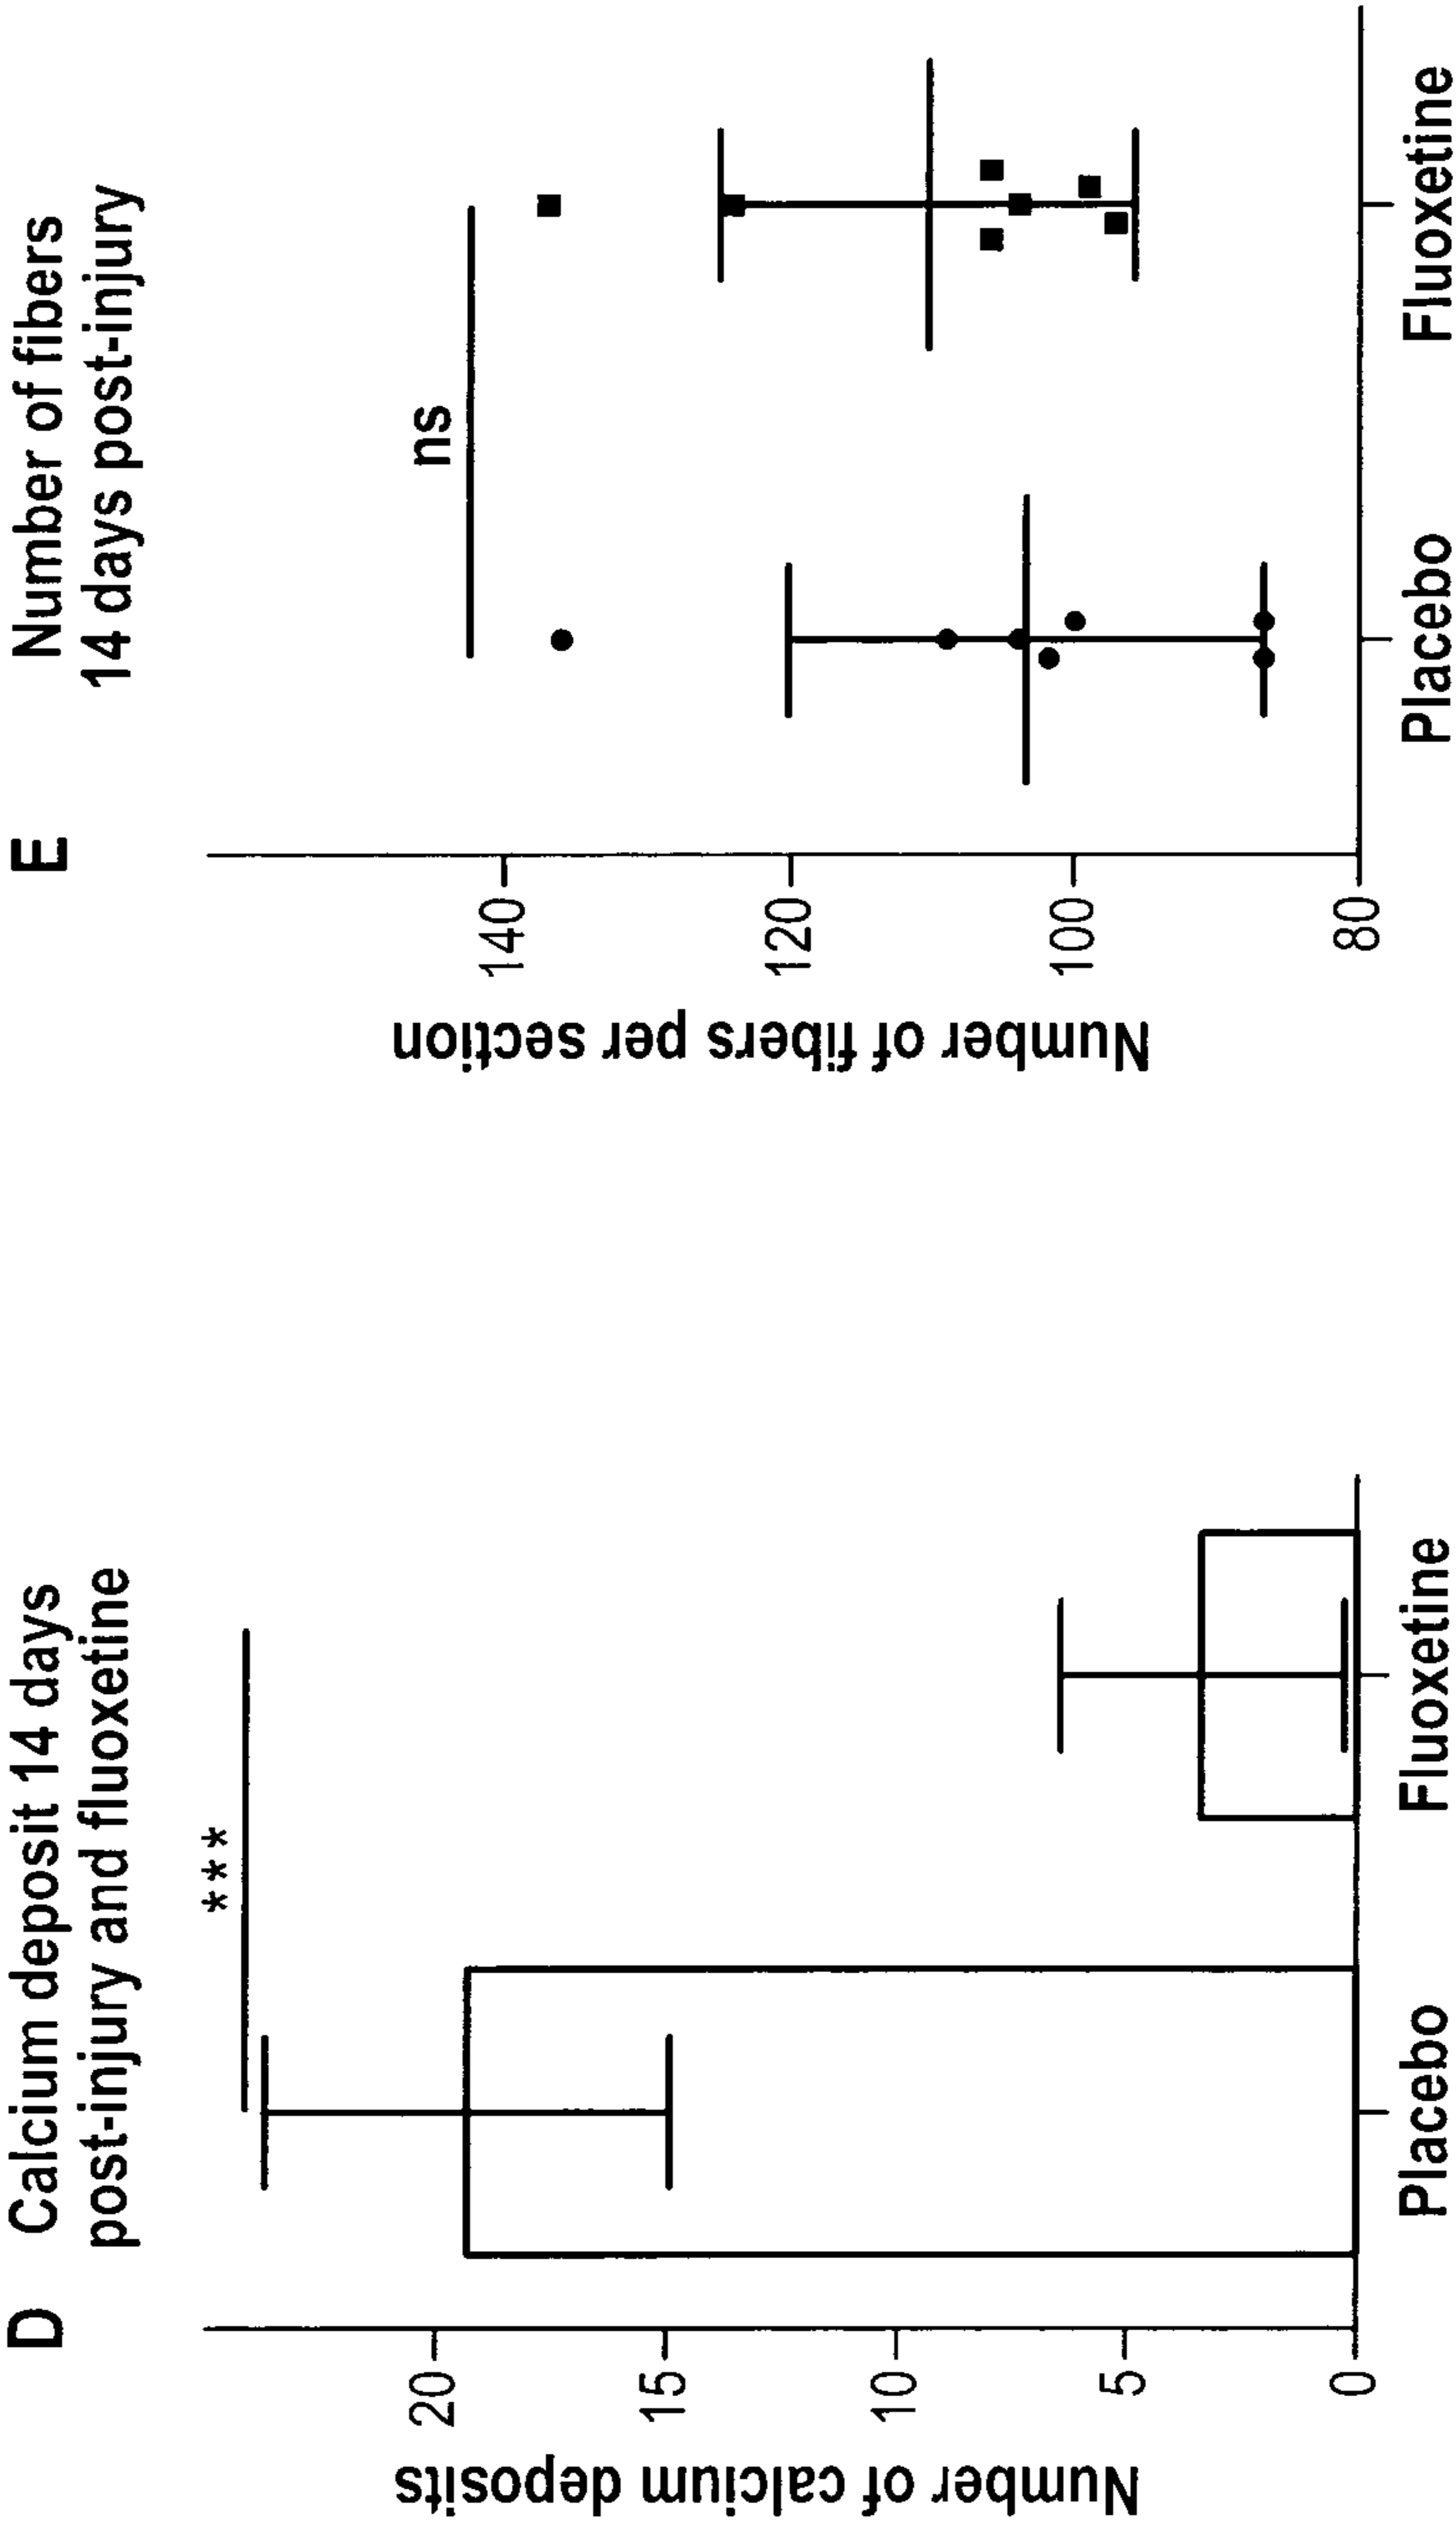 D Calcium deposit 14 days
post-injury and fluoxetine
***
Number of calcium deposits
20
15
10
5
0
Placebo Fluoxetine
E Number of fibers
14 days post-injury
ns
Number of fibers per section
140
120
100
80
Placebo Fluoxetine